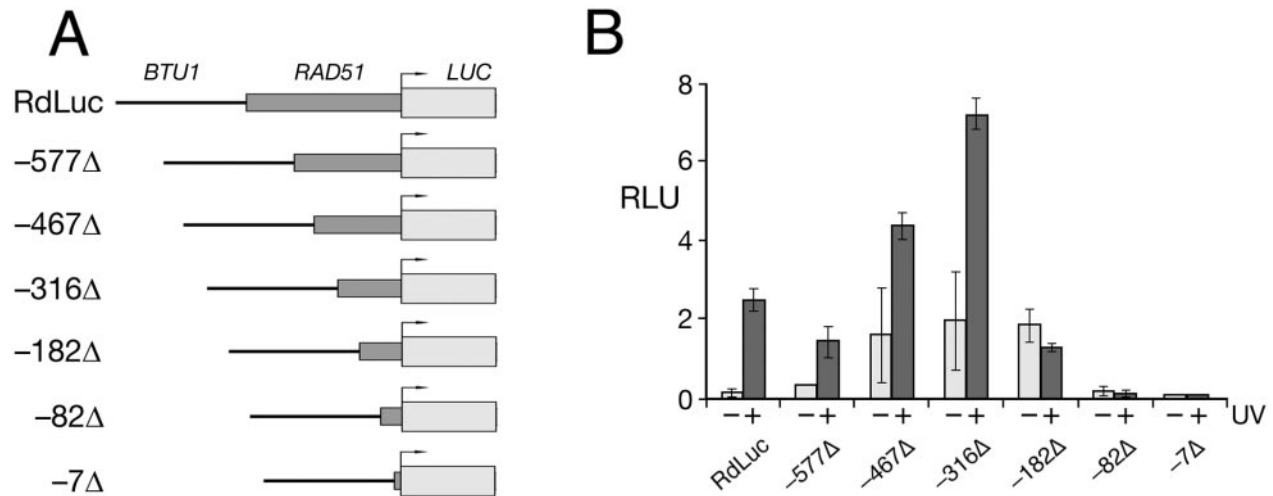 A
BTU1 RAD51 LUC
RdLuc
–577Δ
–467Δ
–316Δ
–182Δ
–82Δ
–7Δ
B
8
6
RLU
4
2
0
– + – + – + – + – + – + – + UV
RdLuc –577Δ –467Δ –316Δ –182Δ –82Δ –7Δ